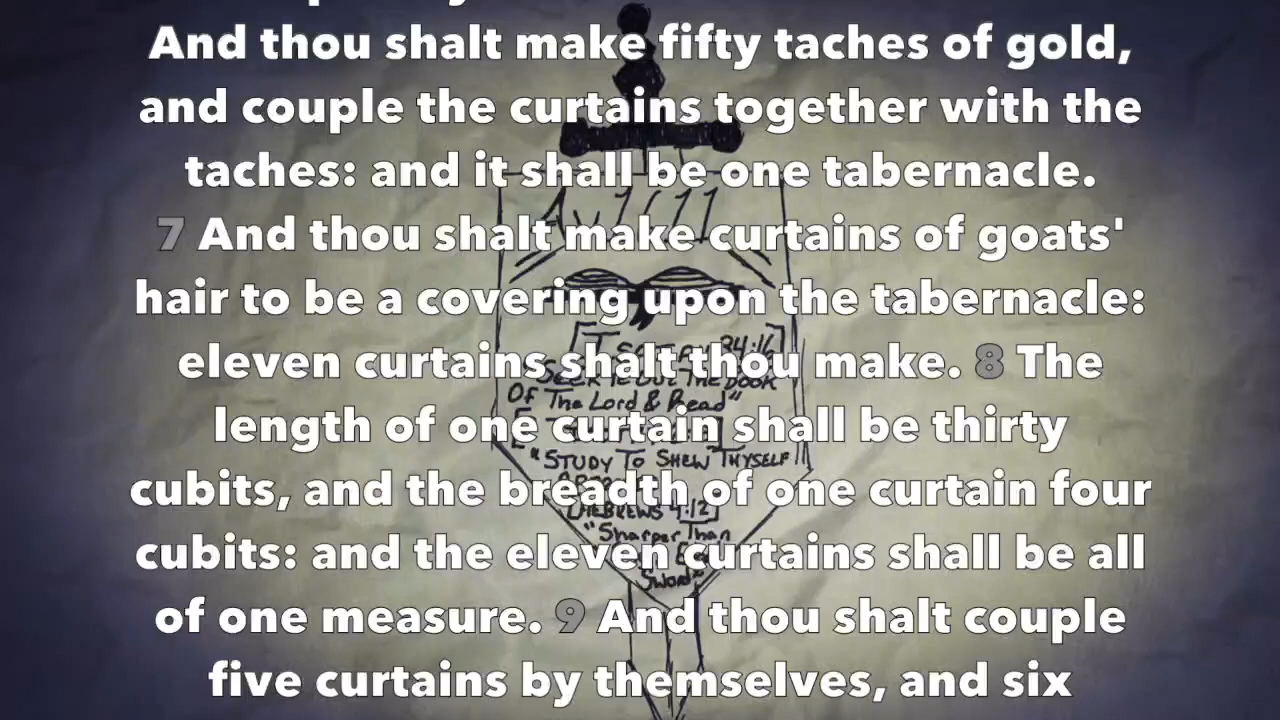 And thou shalt make fifty taches of gold,
and couple the curtains together with the
taches: and it shall be one tabernacle.
7 And thou shalt make curtains of goats'
hair to be a covering upon the tabernacle:
eleven curtains shalt thou make. 8 The
length of one curtain shall be thirty
cubits, and the breadth of one curtain four
cubits: and the eleven curtains shall be all
of one measure. 9 And thou shalt couple
five curtains by themselves, and six
Av1611
34:16
Seek Ye Out The Book
Of The Lord & Read"
"Study To Shew Thyself
Hebrews 4:12]
"Sharper Than
Sword"